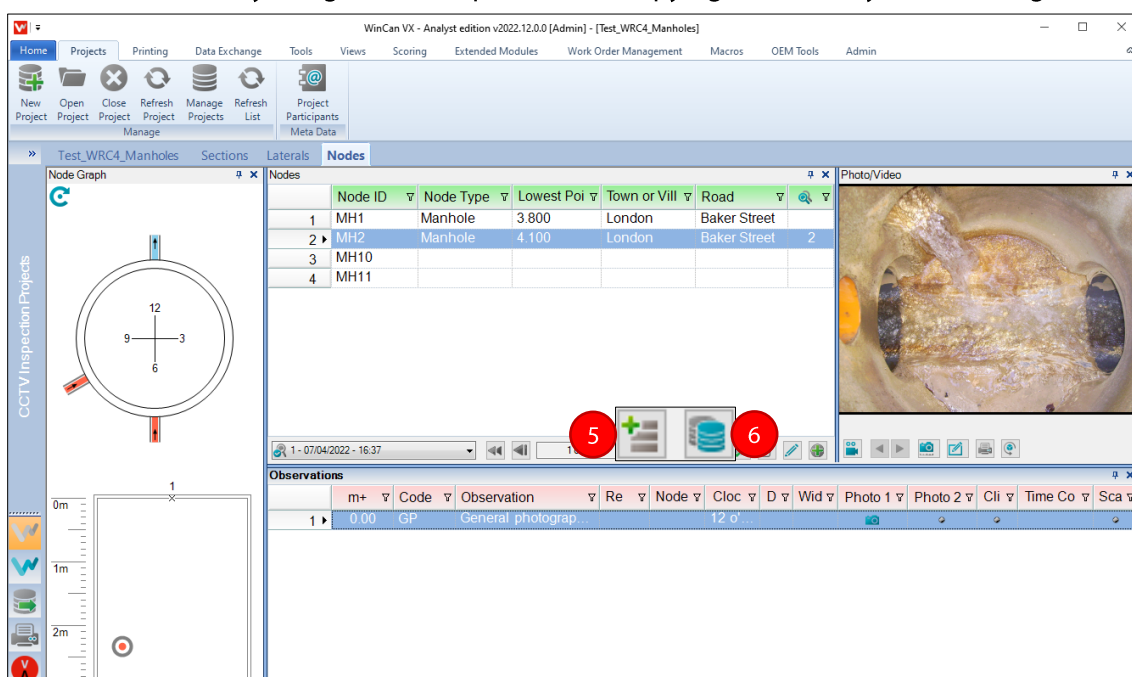 WinCan VX - Analyst edition v2022.12.0.0 [Admin] - [Test_WRC4_Manholes]
Home Projects Printing Data Exchange Tools Views Scoring Extended Modules Work Order Management Macros OEM Tools Admin
New Project
Open Project
Close Project
Refresh Project
Manage Projects
Refresh List
Project Participants
Manage
Meta Data
» Test_WRC4_Manholes Sections Laterals Nodes
CCTV Inspection Projects
Node Graph
12
9 3
6
Nodes
Node ID Node Type Lowest Poi Town or Vill Road
1 MH1 Manhole 3.800 London Baker Street
2 MH2 Manhole 4.100 London Baker Street 2
3 MH10
4 MH11
5 6
1 - 07/04/2022 - 16:37
Photo/Video
1
0m
1m
2m
Observations
m+ Code Observation Re Node Cloc D Wid Photo 1 Photo 2 Cli Time Co Sca
1 0.00 GP General photograp... 12 o'...